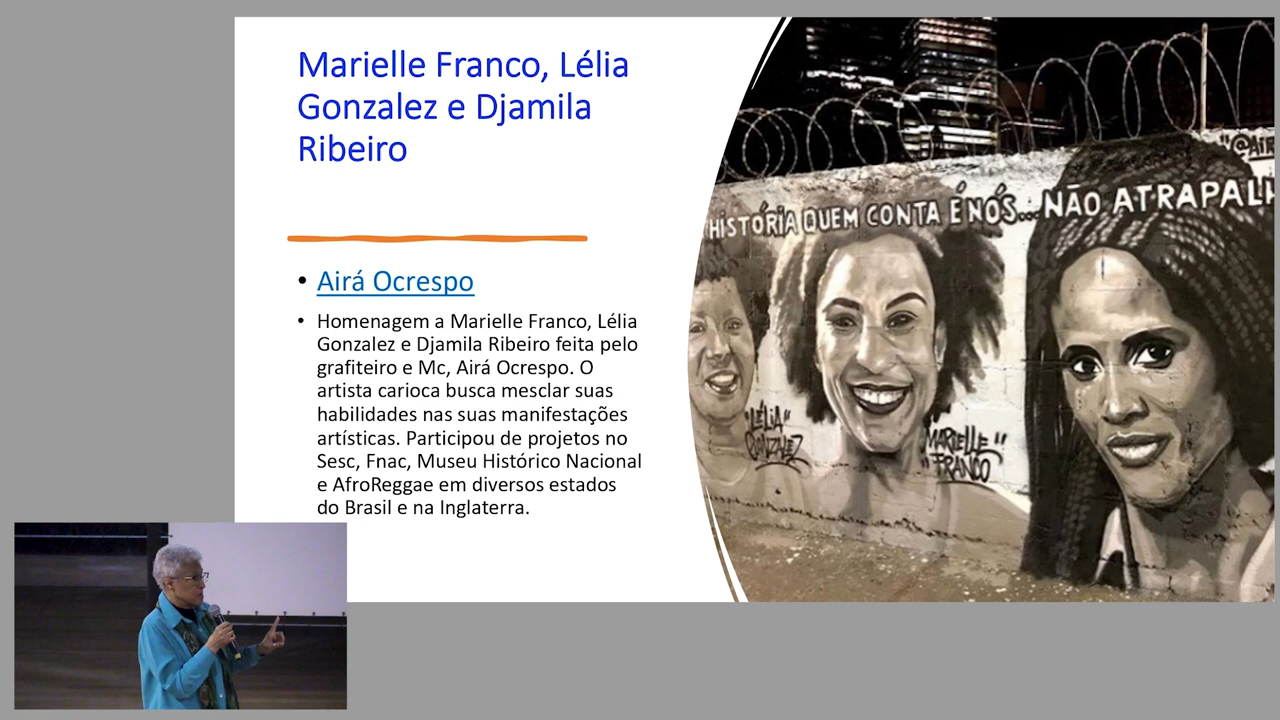 Marielle Franco, Lélia
Gonzalez e Djamila
Ribeiro
• Airá Ocrespo
• Homenagem a Marielle Franco, Lélia
Gonzalez e Djamila Ribeiro feita pelo
grafiteiro e Mc, Airá Ocrespo. O
artista carioca busca mesclar suas
habilidades nas suas manifestações
artísticas. Participou de projetos no
Sesc, Fnac, Museu Histórico Nacional
e AfroReggae em diversos estados
do Brasil e na Inglaterra.
"@AIR
HISTÓRIA QUEM CONTA É NÓS... NÃO ATRAPALH
"LÉLIA"
GONZALEZ
MARIELLE"
"FRANCO